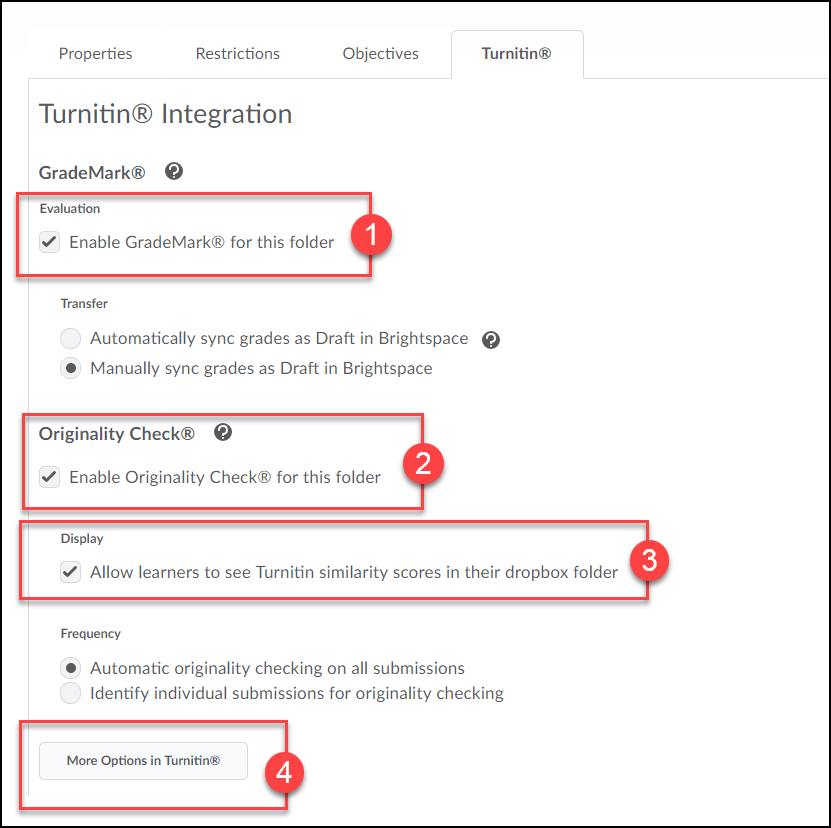 Properties Restrictions Objectives Turnitin®
Turnitin® Integration
GradeMark® ?
Evaluation
Enable GradeMark® for this folder 1
Transfer
Automatically sync grades as Draft in Brightspace ?
Manually sync grades as Draft in Brightspace
Originality Check® ?
2
Enable Originality Check® for this folder
Display
3
Allow learners to see Turnitin similarity scores in their dropbox folder
Frequency
Automatic originality checking on all submissions
Identify individual submissions for originality checking
More Options in Turnitin® 4